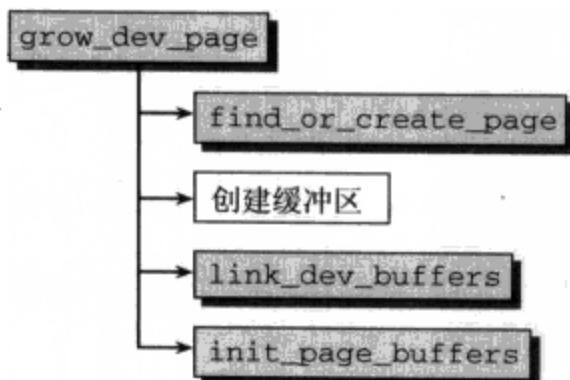 grow_dev_page
find_or_create_page
创建缓冲区
link_dev_buffers
init_page_buffers